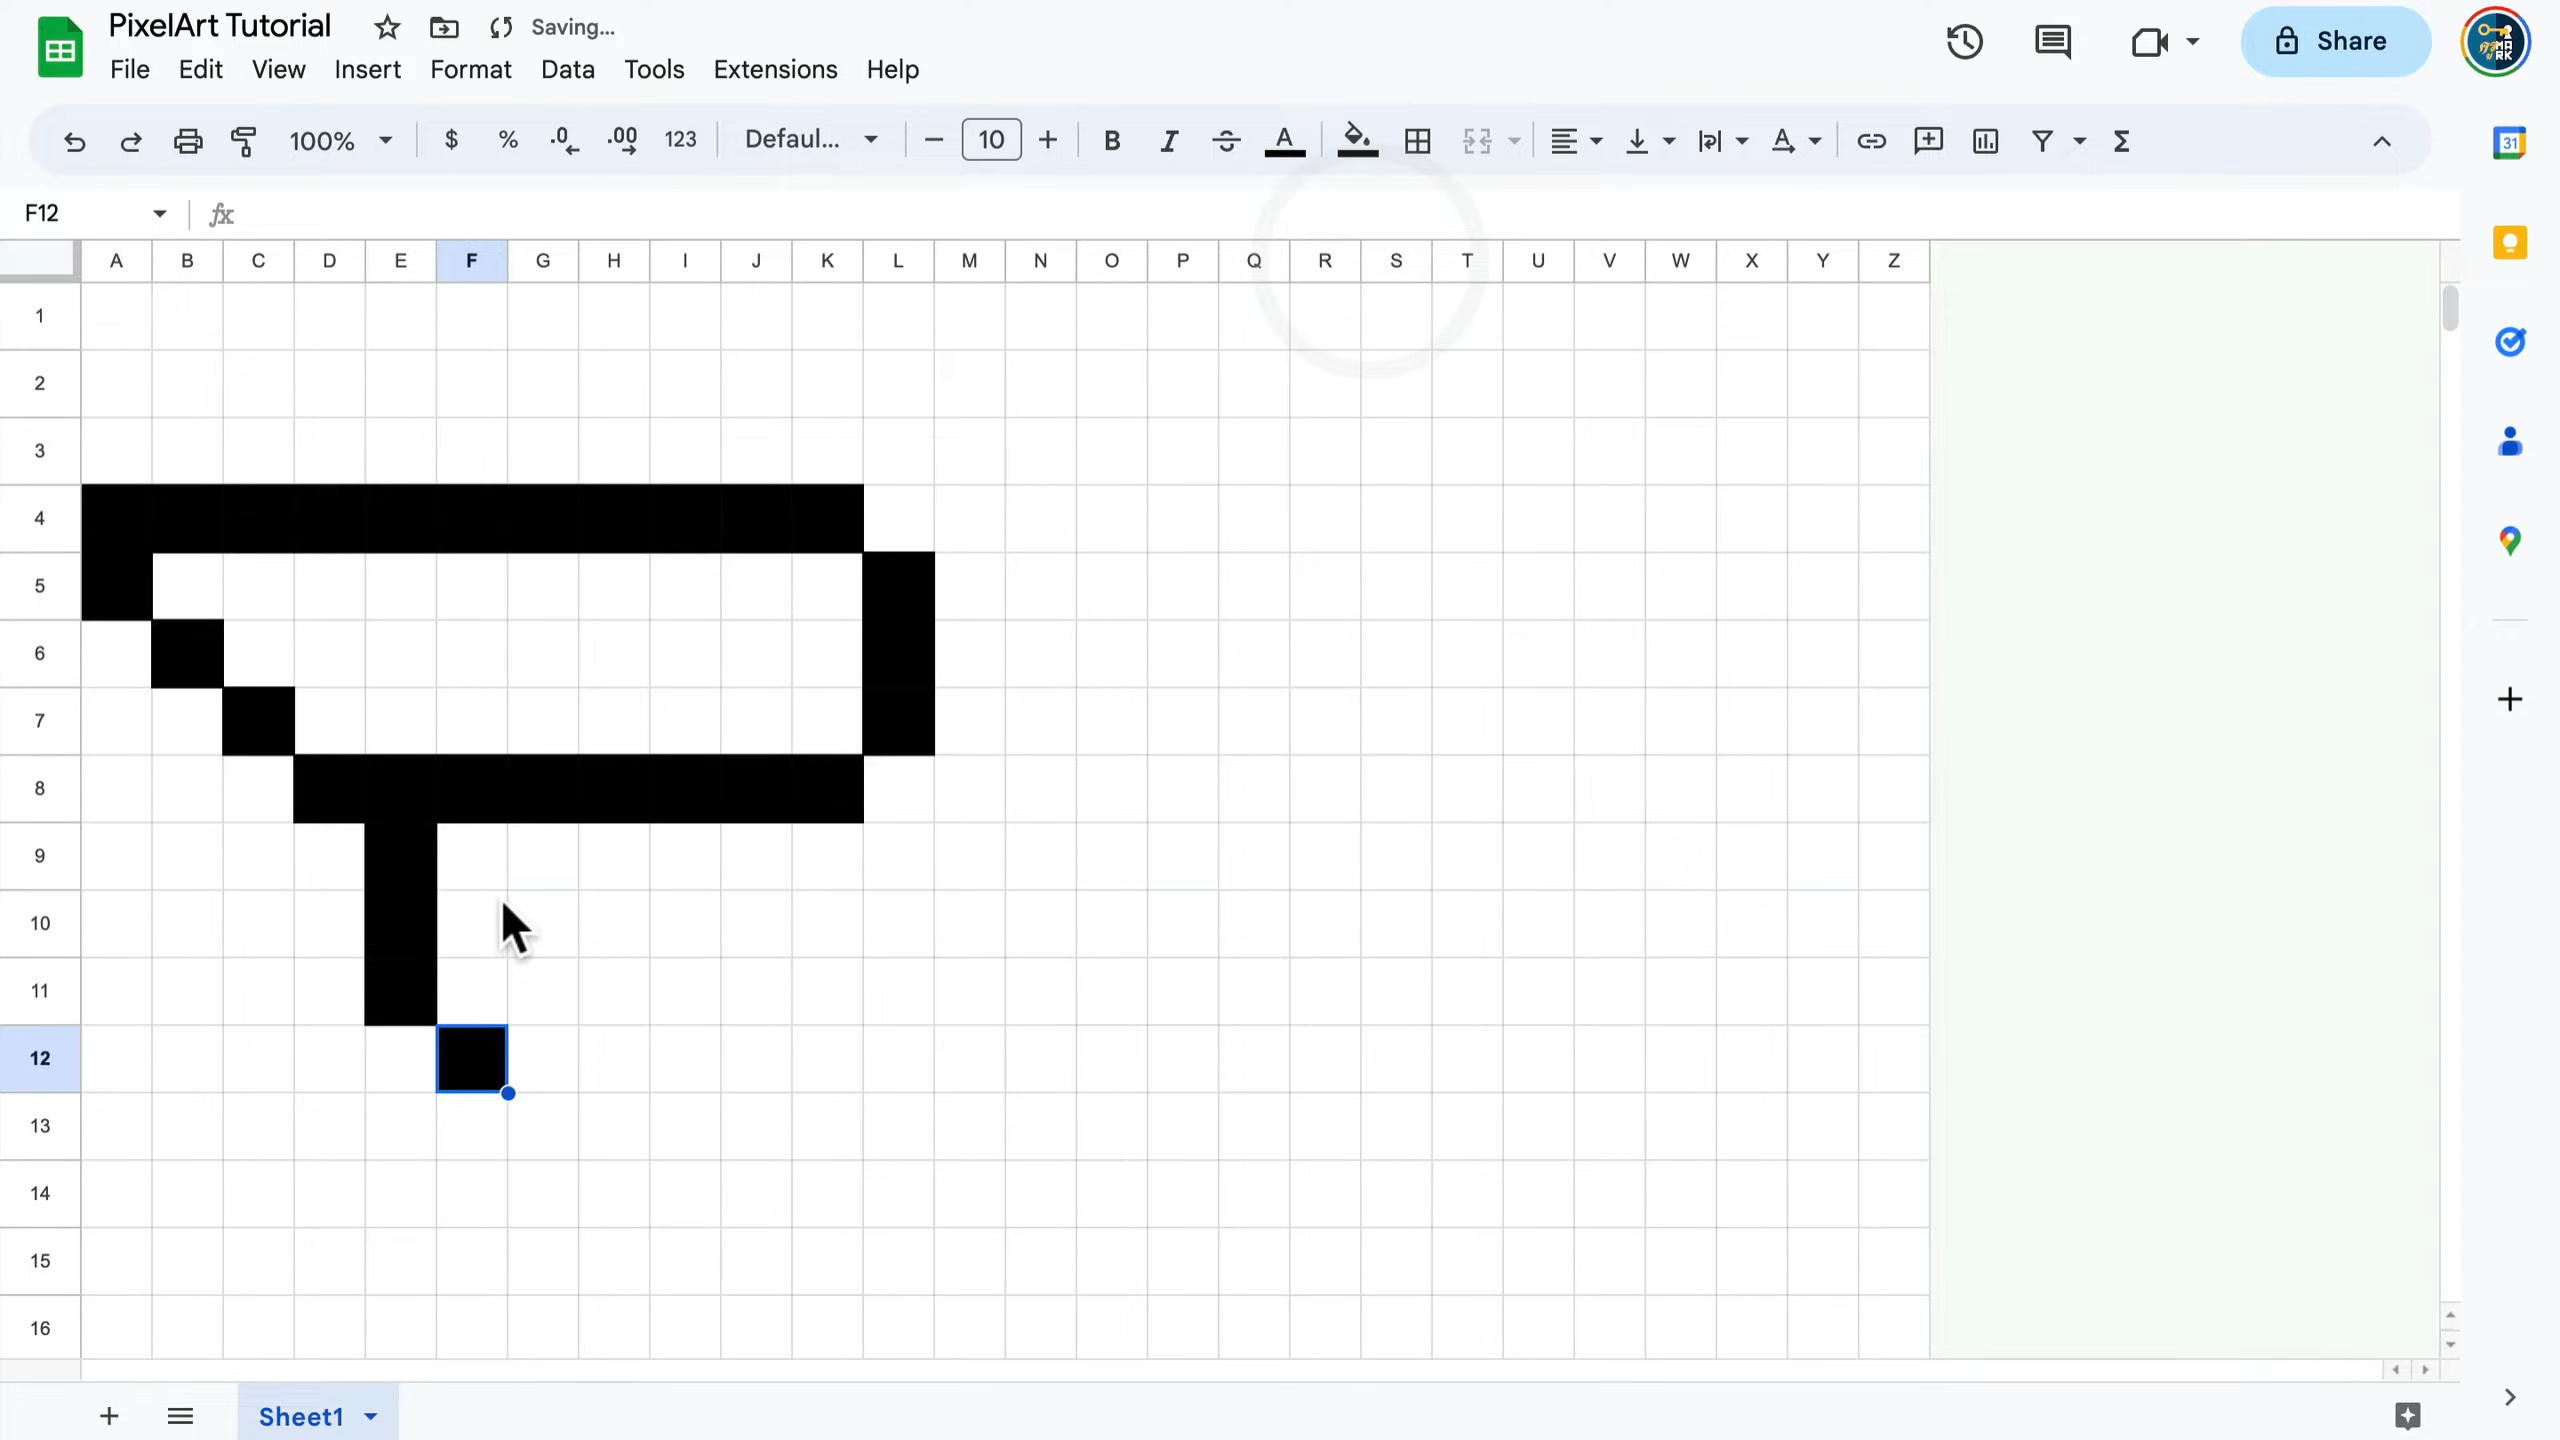 PixelArt Tutorial Saving...
File Edit View Insert Format Data Tools Extensions Help
Share
100% $ % .0 .00 123 Defaul... 10 B I S A A Σ
31
F12 fx
A B C D E F G H I J K L M N O P Q R S T U V W X Y Z
1
2
3
4
5
6
7
8
9
10
11
12
13
14
15
16
Sheet1